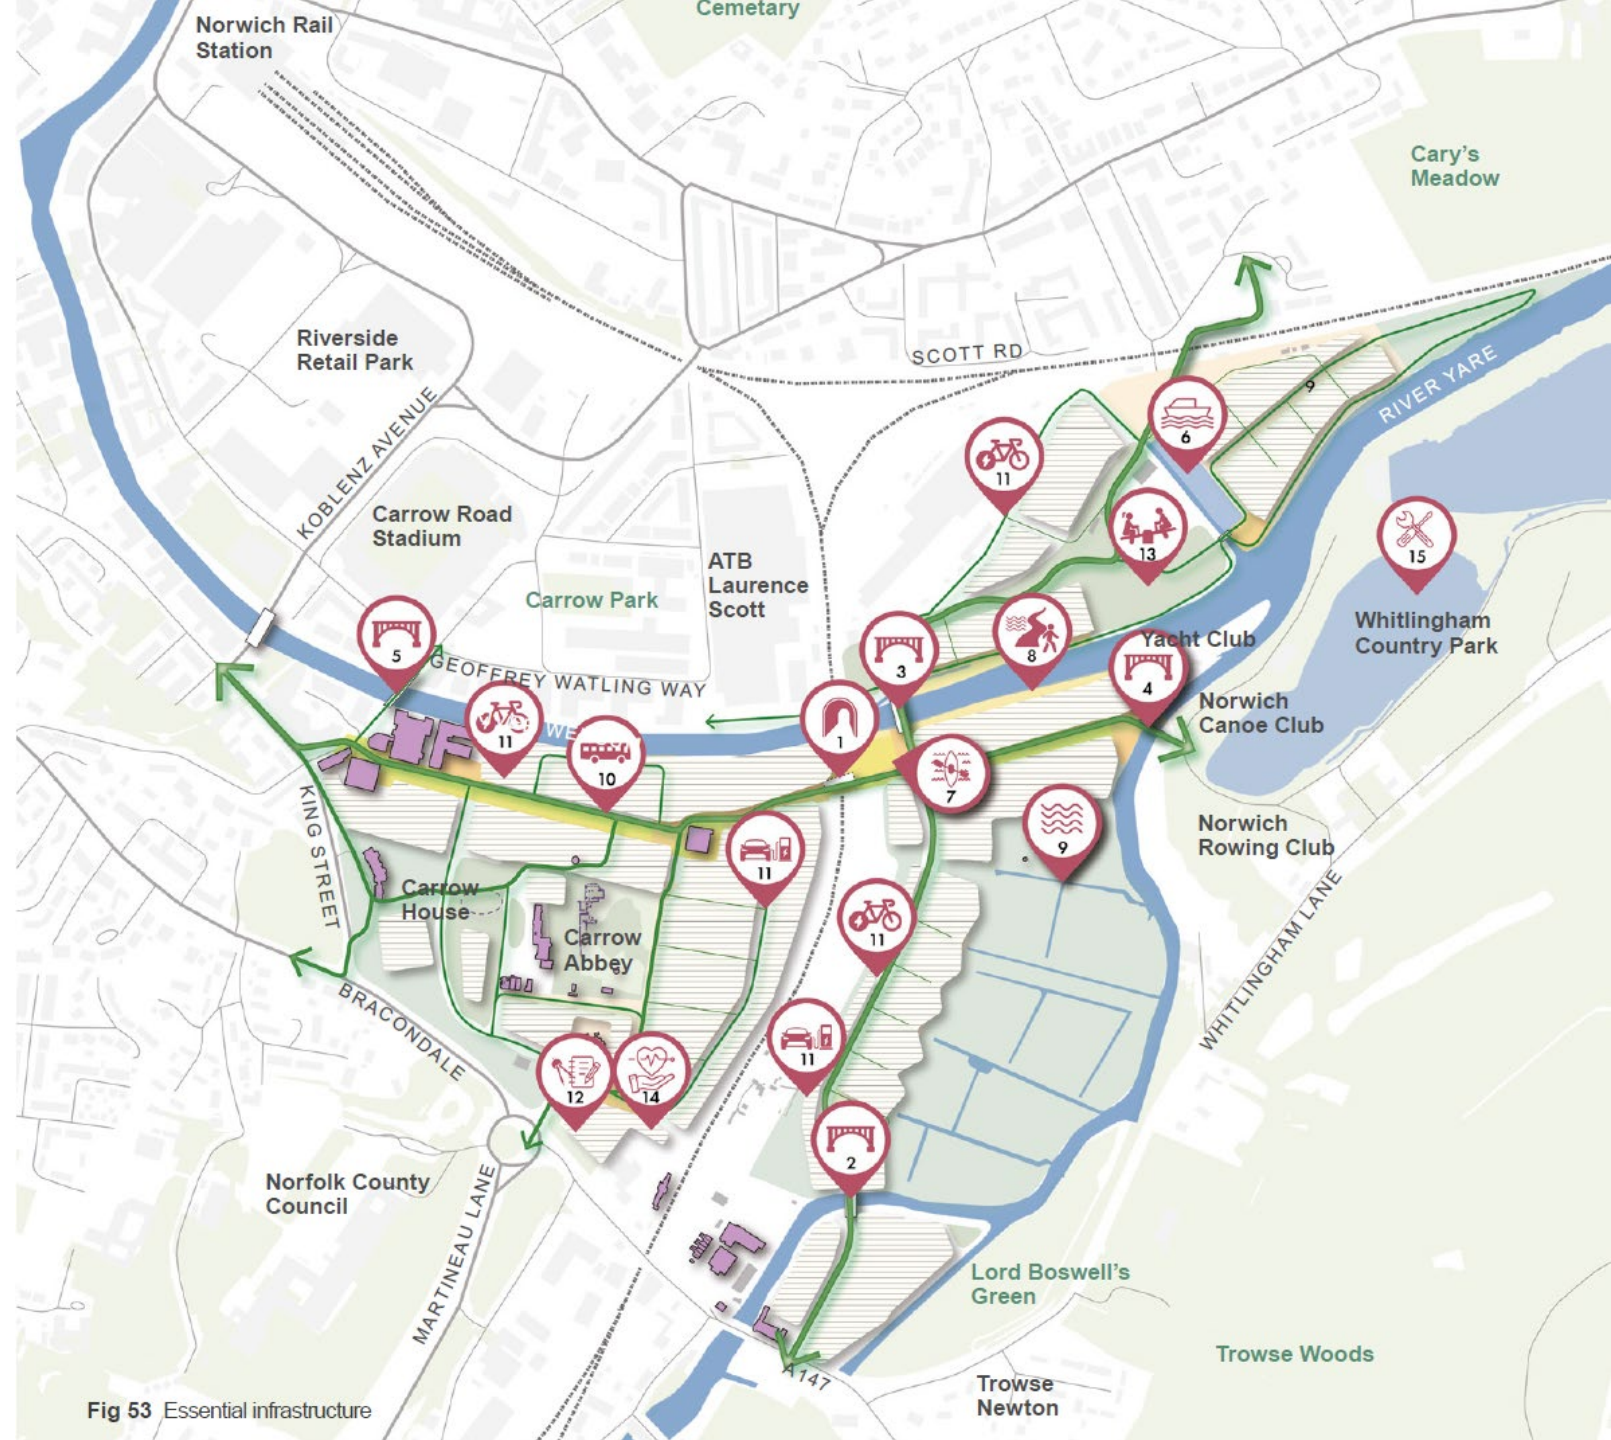 Cemetary
Norwich Rail
Station
Cary's
Meadow
Riverside
Retail Park
SCOTT RD
RIVER YARE
9
6
KOBLENZ AVENUE
11
Carrow Road
Stadium
13
15
ATB
Laurence
Scott
Carrow Park
Whitlingham
Country Park
5
GEOFFREY WATLING WAY
3
8
Yacht Club
4
Norwich
Canoe Club
11
WE
10
1
7
KING STREET
11
9
Norwich
Rowing Club
Carrow
House
Carrow
Abbey
11
WHITLINGHAM LANE
BRACONDALE
11
12
14
2
Norfolk County
Council
MARTINEAU LANE
Lord Boswell's
Green
Trowse Woods
A147
Trowse
Newton
Fig 53 Essential infrastructure